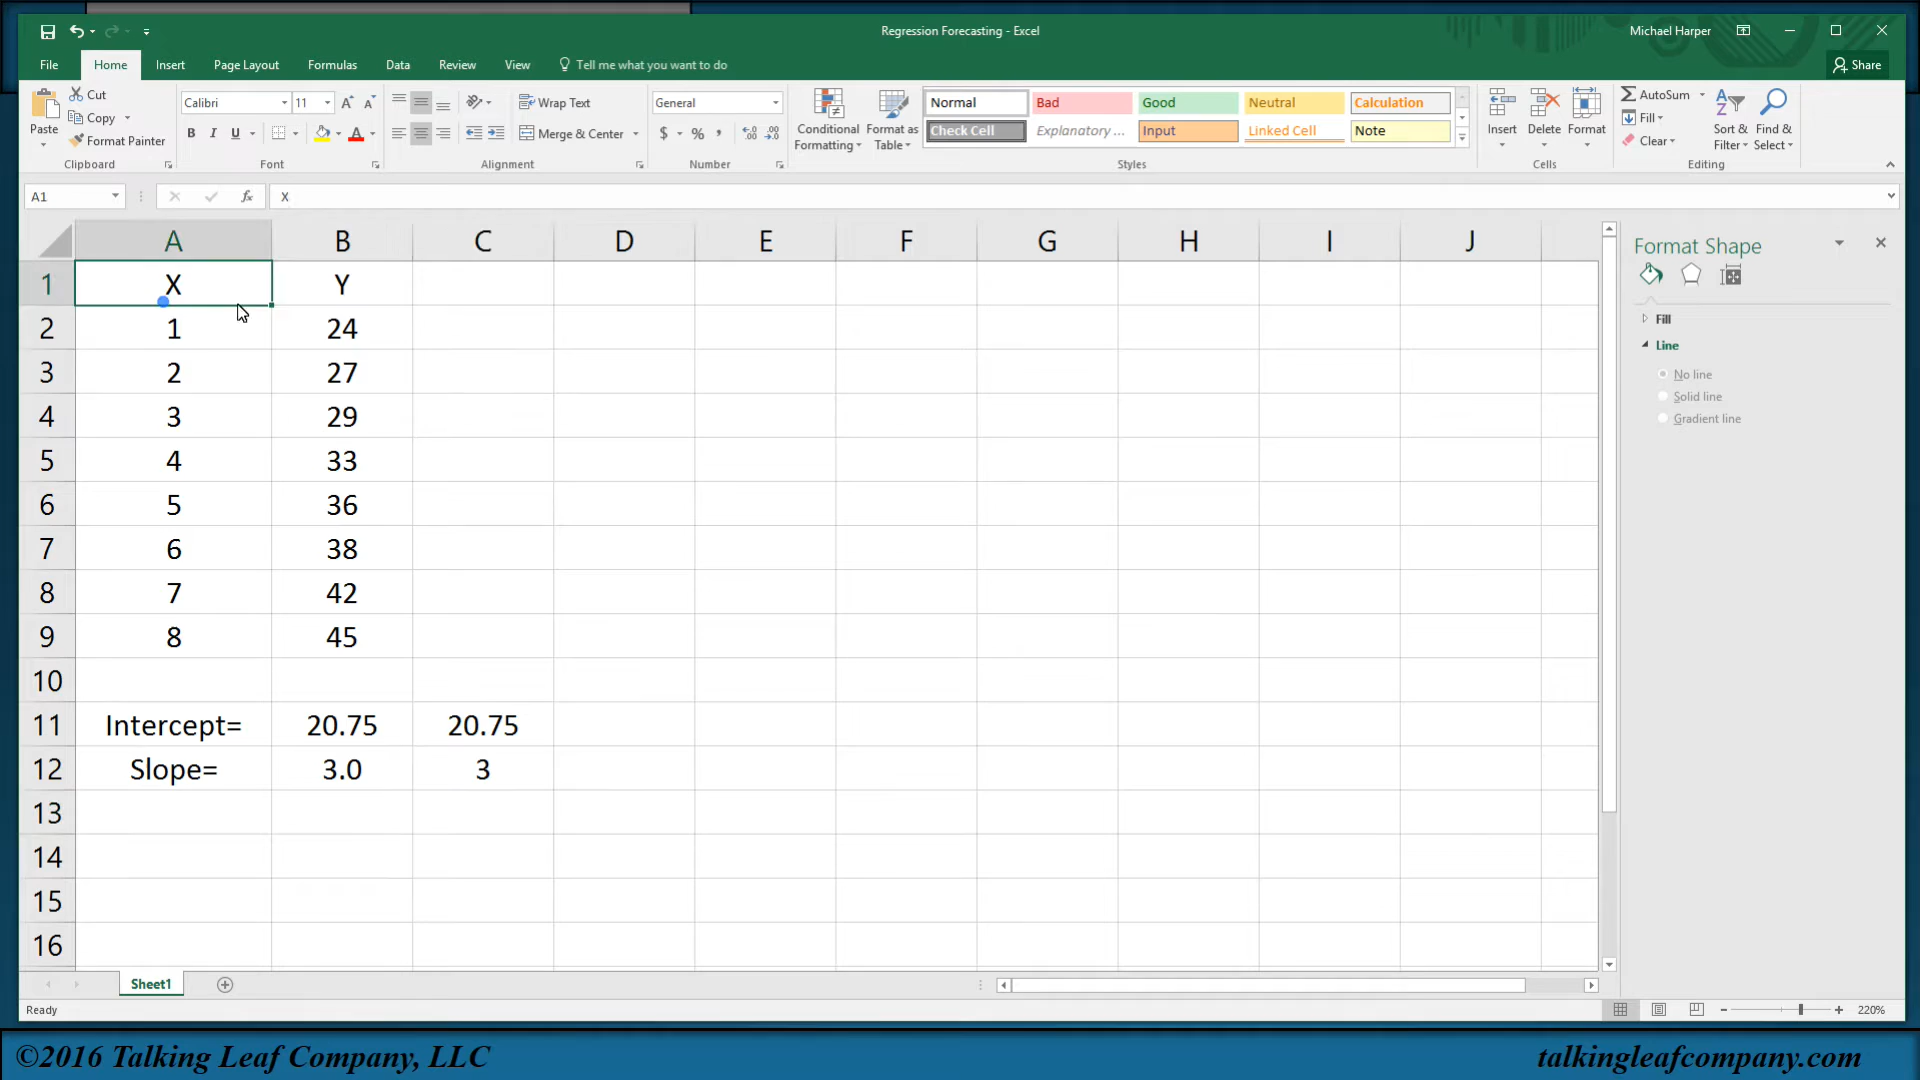 Regression Forecasting - Excel
Michael Harper
File Home Insert Page Layout Formulas Data Review View Tell me what you want to do Share
Paste
Cut
Copy
Format Painter
Clipboard
Calibri 11
B I U
Font
Wrap Text
Merge & Center
Alignment
General
$ % ,
Number
Conditional Formatting
Format as Table
Normal Bad Good Neutral Calculation
Check Cell Explanatory ... Input Linked Cell Note
Styles
Insert Delete Format
Cells
AutoSum
Fill
Clear
Sort & Filter
Find & Select
Editing
A1 fx X
A B C D E F G H I J
1 X Y
2 1 24
3 2 27
4 3 29
5 4 33
6 5 36
7 6 38
8 7 42
9 8 45
10
11 Intercept= 20.75 20.75
12 Slope= 3.0 3
13
14
15
16
Format Shape
Fill
Line
No line
Solid line
Gradient line
Sheet1
Ready
220%
©2016 Talking Leaf Company, LLC
talkingleafcompany.com